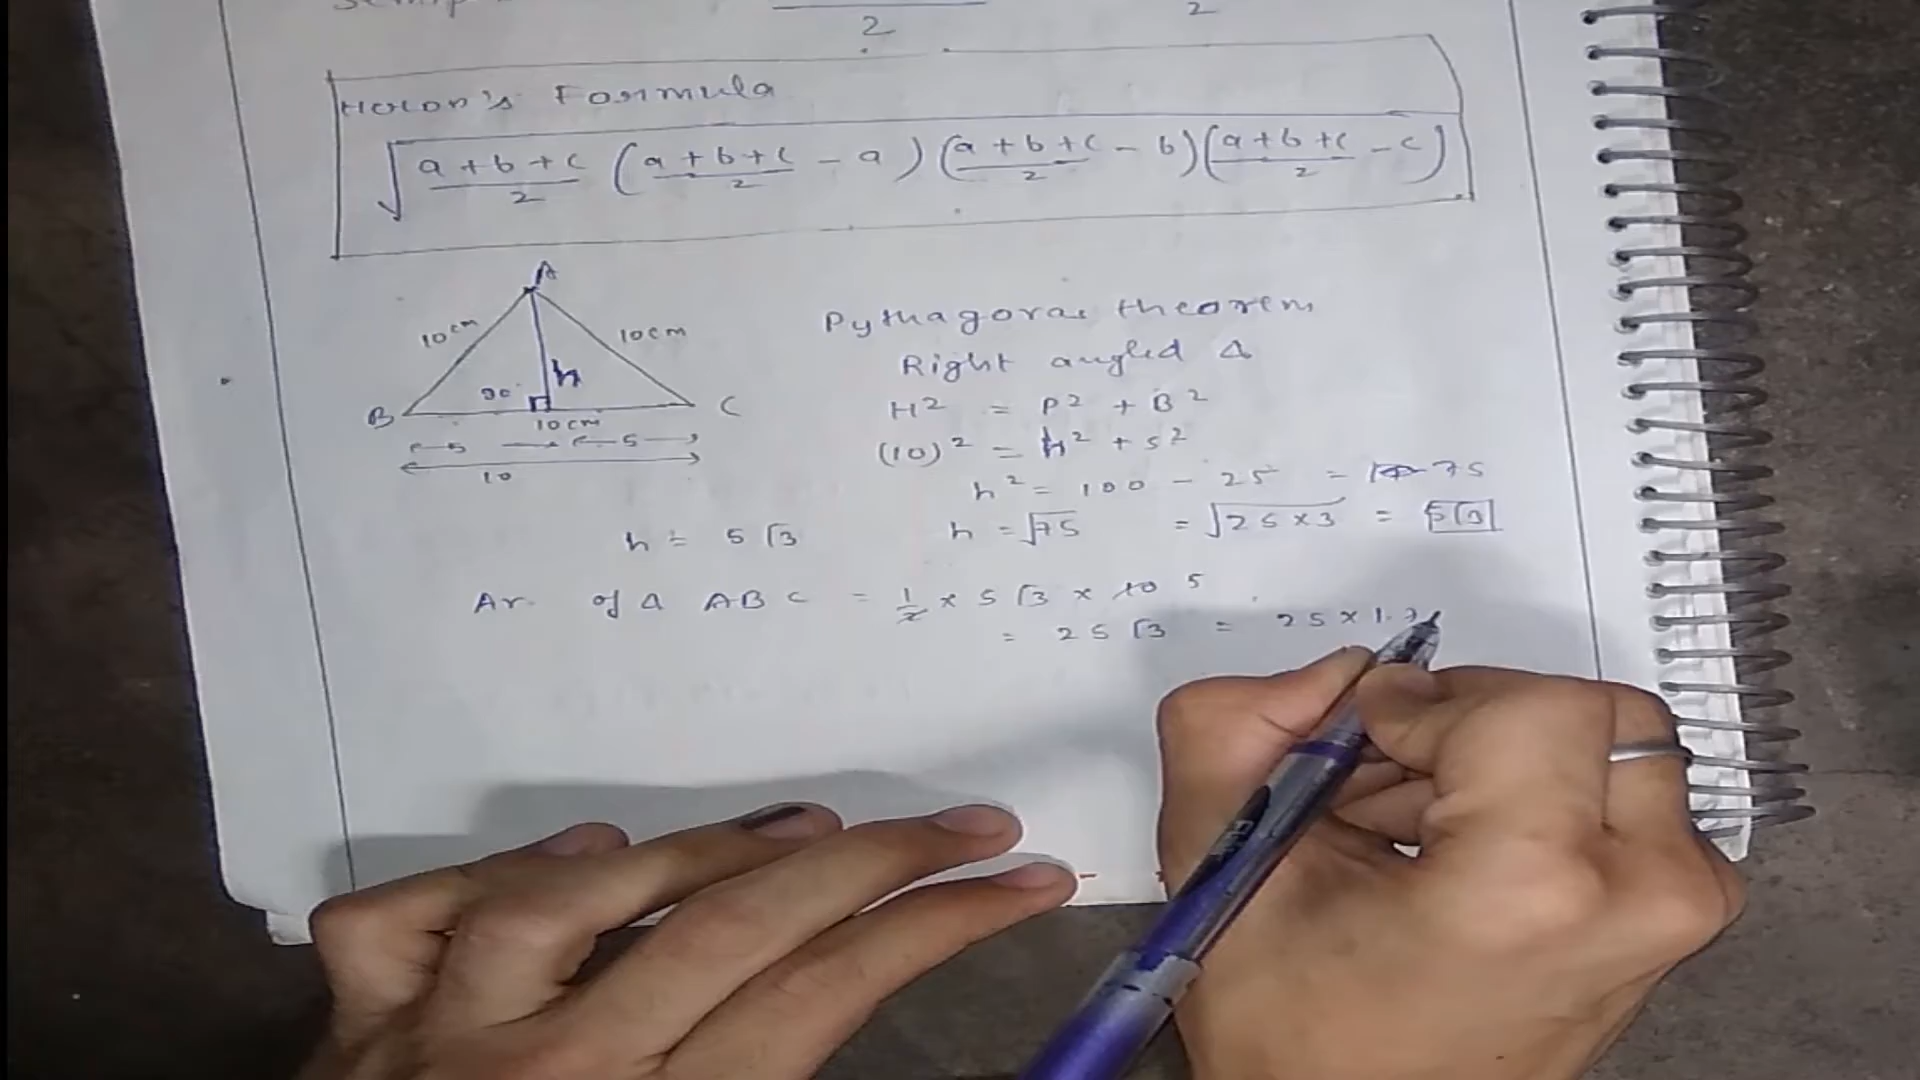 2 2
Heron's Formula
√ a+b+c/2 (a+b+c/2 - a) (a+b+c/2 - b) (a+b+c/2 - c)
A
10cm 10cm
h
90°
B C
10cm
5 5
10
Pythagoras theorem
Right angled Δ
H² = P² + B²
(10)² = h² + 5²
h² = 100 - 25 = 75
h = √75 = √25×3 = 5√3
h = 5√3
Ar. of Δ ABC = 1/2 × 5√3 × 10 5
= 25√3 = 25 × 1.7